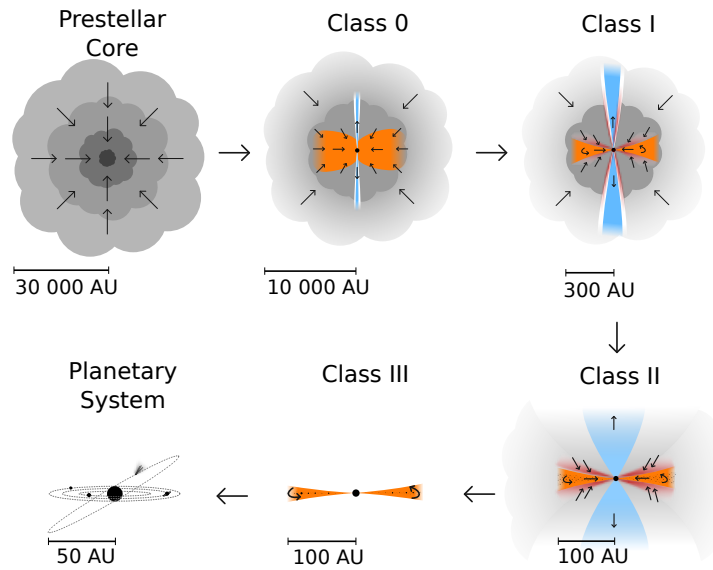 Prestellar
Core
Class 0
Class I
30 000 AU
10 000 AU
300 AU
Planetary
System
Class III
Class II
50 AU
100 AU
100 AU